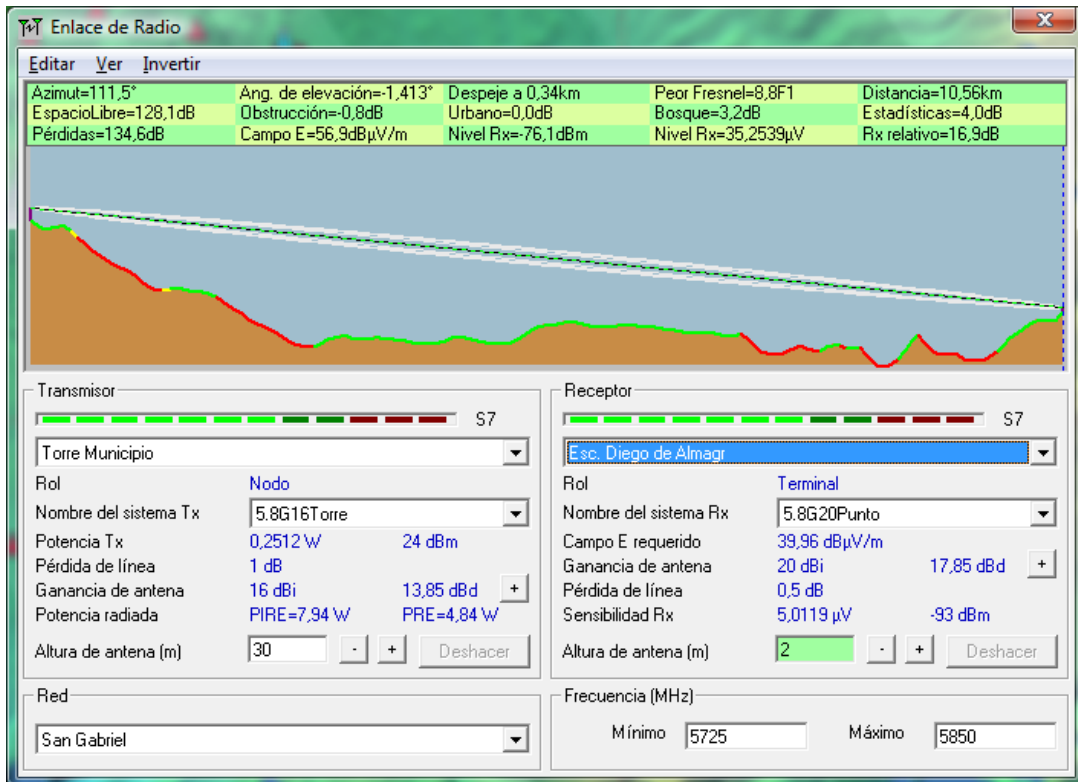 Enlace de Radio
Editar Ver Invertir
Azimut=111,5° Ang. de elevación=-1,413° Despeje a 0,34km Peor Fresnel=8,8F1 Distancia=10,56km
EspacioLibre=128,1dB Obstrucción=-0,8dB Urbano=0,0dB Bosque=3,2dB Estadísticas=4,0dB
Pérdidas=134,6dB Campo E=56,9dBµV/m Nivel Rx=-76,1dBm Nivel Rx=35,2539µV Rx relativo=16,9dB
Transmisor
S7
Torre Municipio
Rol Nodo
Nombre del sistema Tx 5.8G16Torre
Potencia Tx 0,2512 W 24 dBm
Pérdida de línea 1 dB
Ganancia de antena 16 dBi 13,85 dBd +
Potencia radiada PIRE=7,94 W PRE=4,84 W
Altura de antena (m) 30 - + Deshacer
Red
San Gabriel
Receptor
S7
Esc. Diego de Almagr
Rol Terminal
Nombre del sistema Rx 5.8G20Punto
Campo E requerido 39,96 dBµV/m
Ganancia de antena 20 dBi 17,85 dBd +
Pérdida de línea 0,5 dB
Sensibilidad Rx 5,0119 µV -93 dBm
Altura de antena (m) 2 - + Deshacer
Frecuencia (MHz)
Mínimo 5725 Máximo 5850